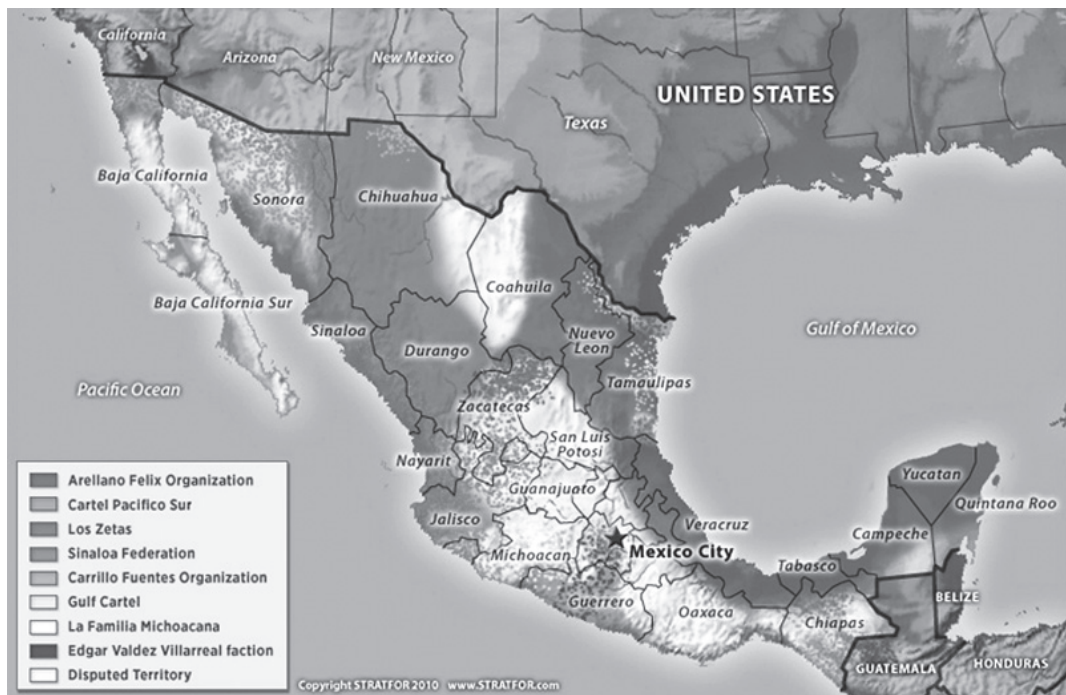 California
Arizona
New Mexico
UNITED STATES
Texas
Baja California
Sonora
Chihuahua
Coahuila
Baja California Sur
Sinaloa
Durango
Nuevo
Leon
Gulf of Mexico
Pacific Ocean
Tamaulipas
Zacatecas
San Luis
Potosi
Nayarit
Guanajuato
Yucatan
Quintana Roo
Jalisco
Veracruz
Campeche
Michoacan
Mexico City
Tabasco
BELIZE
Guerrero
Oaxaca
Chiapas
GUATEMALA
HONDURAS
Arellano Felix Organization
Cartel Pacifico Sur
Los Zetas
Sinaloa Federation
Carrillo Fuentes Organization
Gulf Cartel
La Familia Michoacana
Edgar Valdez Villarreal faction
Disputed Territory
Copyright STRATFOR 2010 www.STRATFOR.com